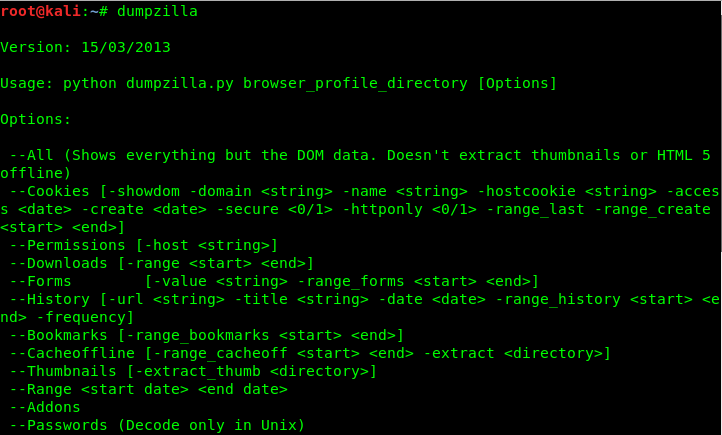 root@kali:~# dumpzilla
Version: 15/03/2013
Usage: python dumpzilla.py browser_profile_directory [Options]
Options:
--All (Shows everything but the DOM data. Doesn't extract thumbnails or HTML 5
offline)
--Cookies [-showdom -domain <string> -name <string> -hostcookie <string> -acces
s <date> -create <date> -secure <0/1> -httponly <0/1> -range_last -range_create
<start> <end>]
--Permissions [-host <string>]
--Downloads [-range <start> <end>]
--Forms        [-value <string> -range_forms <start> <end>]
--History [-url <string> -title <string> -date <date> -range_history <start> <e
nd> -frequency]
--Bookmarks [-range_bookmarks <start> <end>]
--Cacheoffline [-range_cacheoff <start> <end> -extract <directory>]
--Thumbnails [-extract_thumb <directory>]
--Range <start date> <end date>
--Addons
--Passwords (Decode only in Unix)